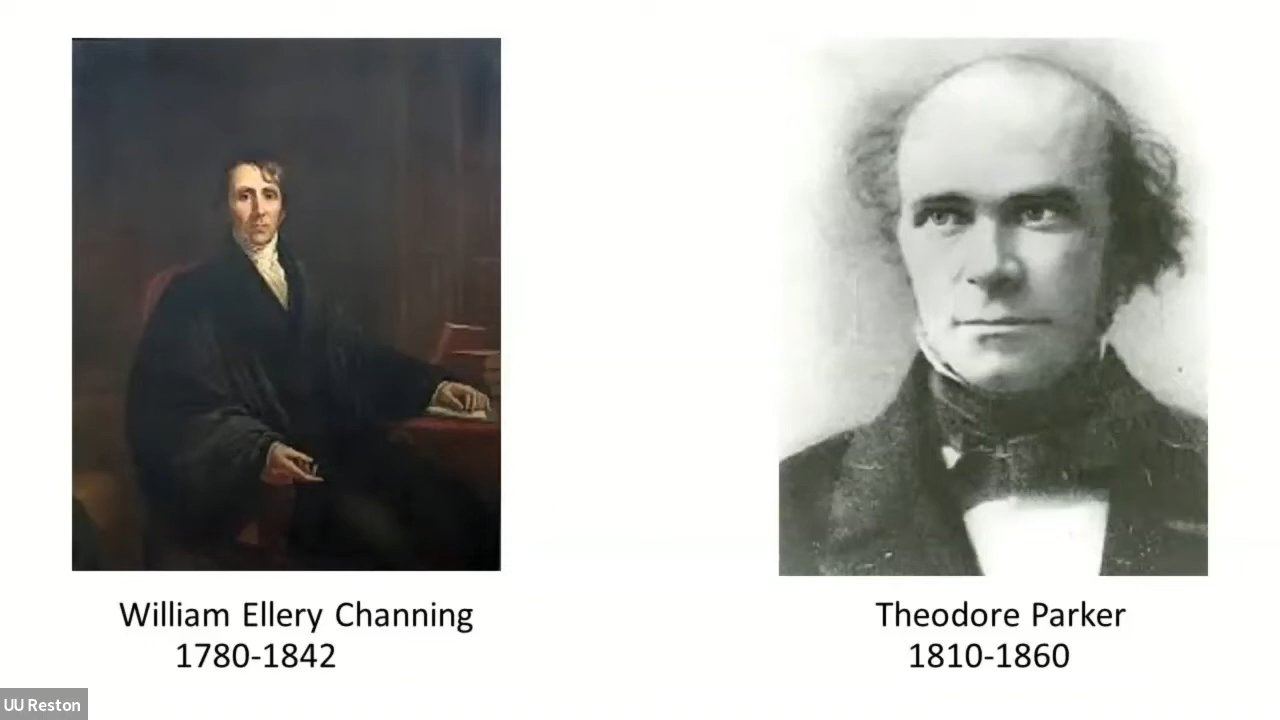 William Ellery Channing
1780-1842
Theodore Parker
1810-1860
UU Reston